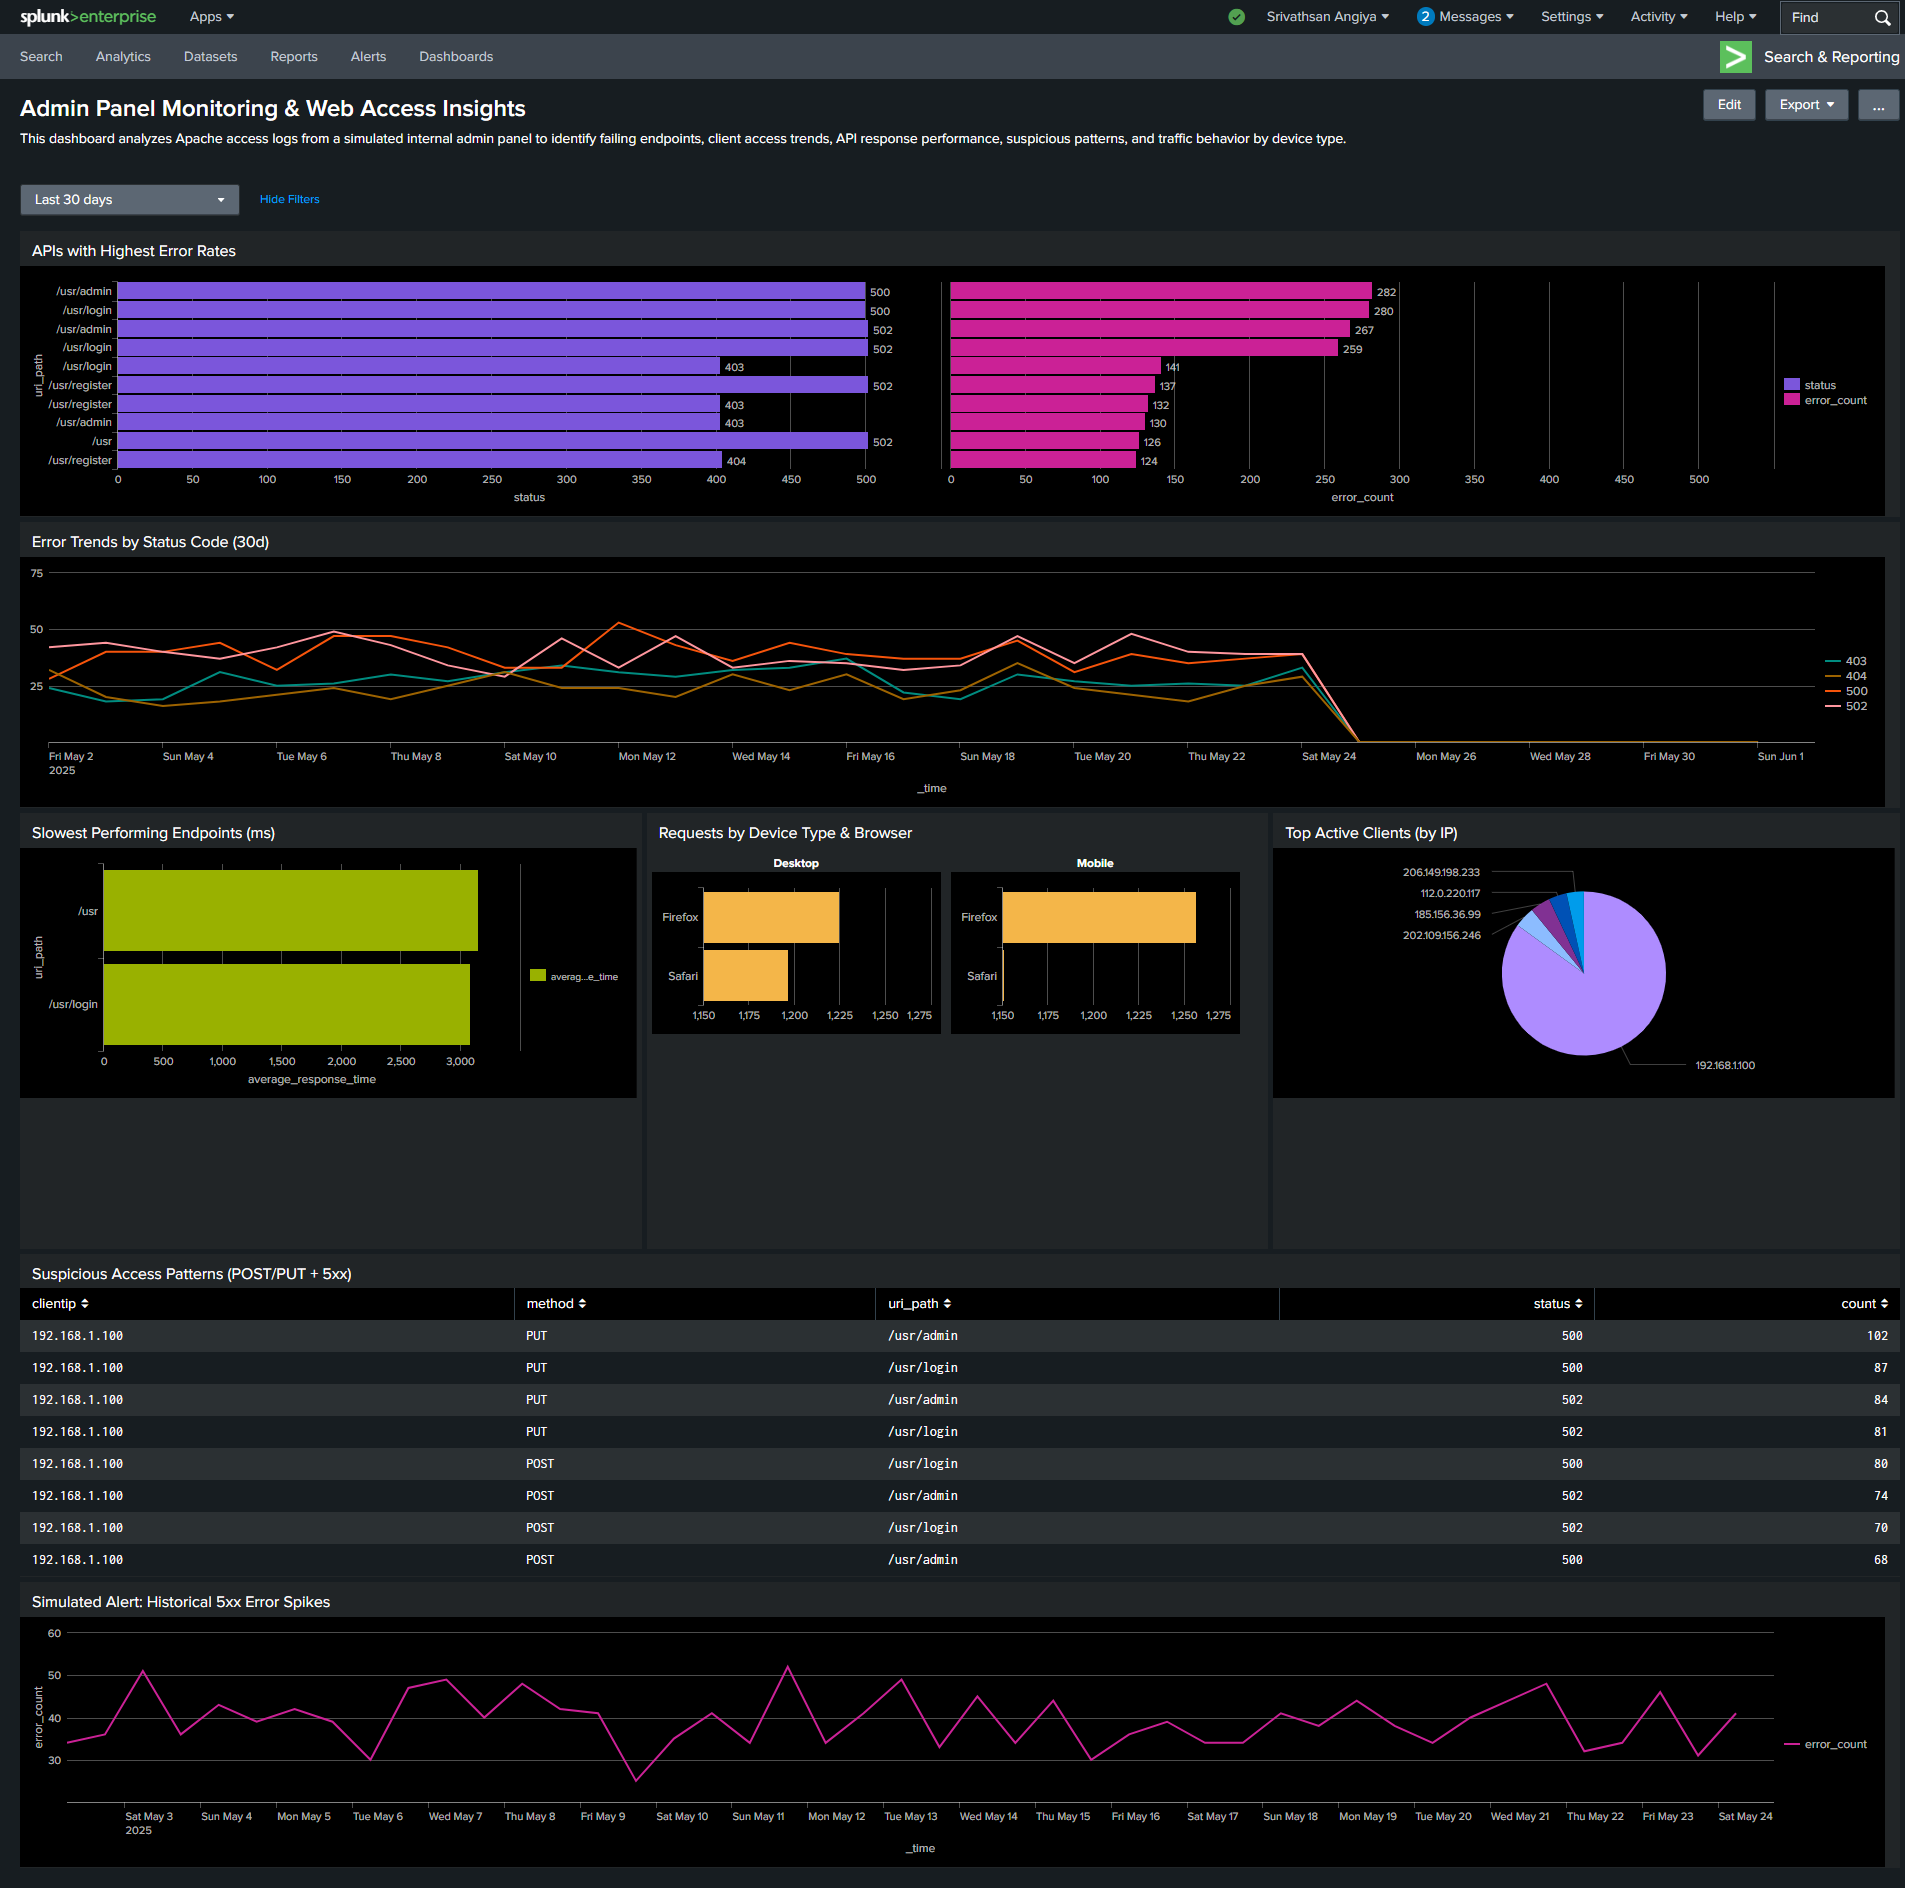 splunk>enterprise Apps Srivathsan Angiya 2 Messages Settings Activity Help Find
Search Analytics Datasets Reports Alerts Dashboards Search & Reporting
Admin Panel Monitoring & Web Access Insights Edit Export ...
This dashboard analyzes Apache access logs from a simulated internal admin panel to identify failing endpoints, client access trends, API response performance, suspicious patterns, and traffic behavior by device type.
Last 30 days Hide Filters
APIs with Highest Error Rates
uri_path
/usr/admin 500 282
/usr/login 500 280
/usr/admin 502 267
/usr/login 502 259
/usr/login 403 141
/usr/register 502 137
/usr/register 403 132
/usr/admin 403 130
/usr 502 126
/usr/register 404 124
status
error_count
0 50 100 150 200 250 300 350 400 450 500 0 50 100 150 200 250 300 350 400 450 500
status error_count
Error Trends by Status Code (30d)
75
50
25
403
404
500
502
Fri May 2 Sun May 4 Tue May 6 Thu May 8 Sat May 10 Mon May 12 Wed May 14 Fri May 16 Sun May 18 Tue May 20 Thu May 22 Sat May 24 Mon May 26 Wed May 28 Fri May 30 Sun Jun 1
2025
_time
Slowest Performing Endpoints (ms)
uri_path
/usr
/usr/login
averag...e_time
0 500 1,000 1,500 2,000 2,500 3,000
average_response_time
Requests by Device Type & Browser
Desktop
Firefox
Safari
1,150 1,175 1,200 1,225 1,250 1,275
Mobile
Firefox
Safari
1,150 1,175 1,200 1,225 1,250 1,275
Top Active Clients (by IP)
206.149.198.233
112.0.220.117
185.156.36.99
202.109.156.246
192.168.1.100
Suspicious Access Patterns (POST/PUT + 5xx)
clientip method uri_path status count
192.168.1.100 PUT /usr/admin 500 102
192.168.1.100 PUT /usr/login 500 87
192.168.1.100 PUT /usr/admin 502 84
192.168.1.100 PUT /usr/login 502 81
192.168.1.100 POST /usr/login 500 80
192.168.1.100 POST /usr/admin 502 74
192.168.1.100 POST /usr/login 502 70
192.168.1.100 POST /usr/admin 500 68
Simulated Alert: Historical 5xx Error Spikes
error_count
60
50
40
30
error_count
Sat May 3 Sun May 4 Mon May 5 Tue May 6 Wed May 7 Thu May 8 Fri May 9 Sat May 10 Sun May 11 Mon May 12 Tue May 13 Wed May 14 Thu May 15 Fri May 16 Sat May 17 Sun May 18 Mon May 19 Tue May 20 Wed May 21 Thu May 22 Fri May 23 Sat May 24
2025
_time